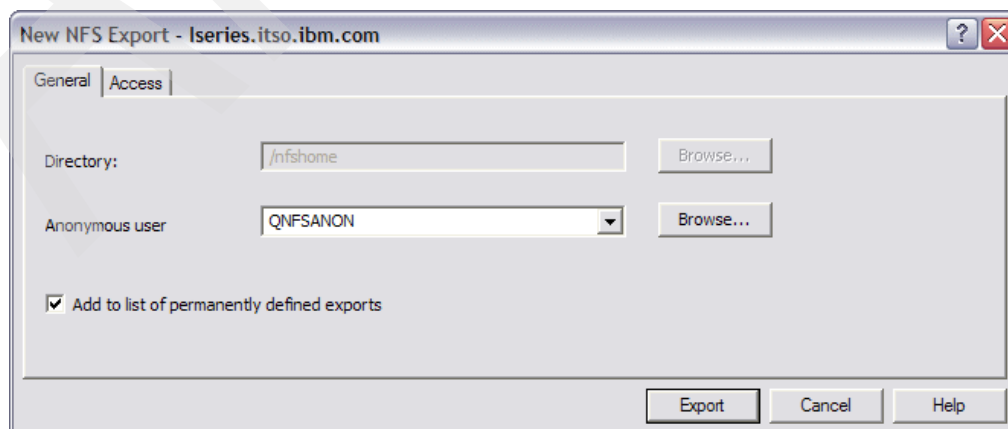 New NFS Export - Iseries.itso.ibm.com
General Access
Directory: /nfshome Browse...
Anonymous user QNFSANON Browse...
Add to list of permanently defined exports
Export Cancel Help